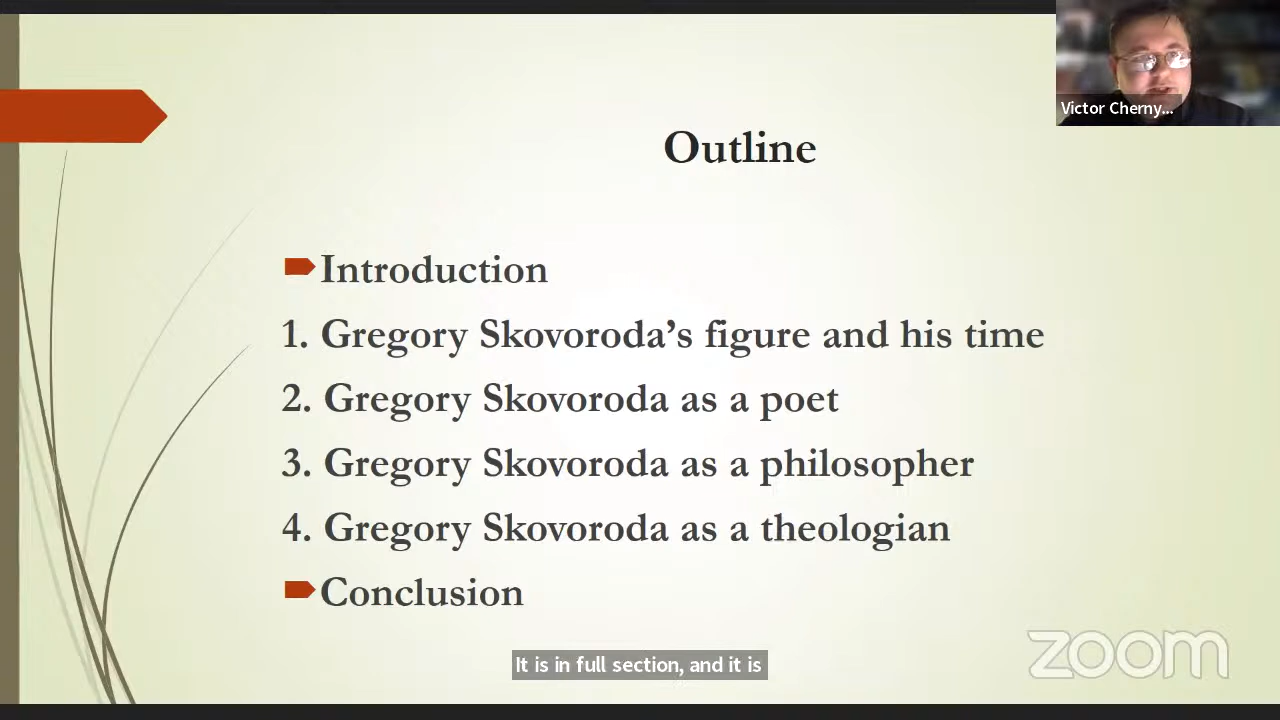 Victor Cherny...
Outline
Introduction
1. Gregory Skovoroda’s figure and his time
2. Gregory Skovoroda as a poet
3. Gregory Skovoroda as a philosopher
4. Gregory Skovoroda as a theologian
Conclusion
It is in full section, and it is
zoom